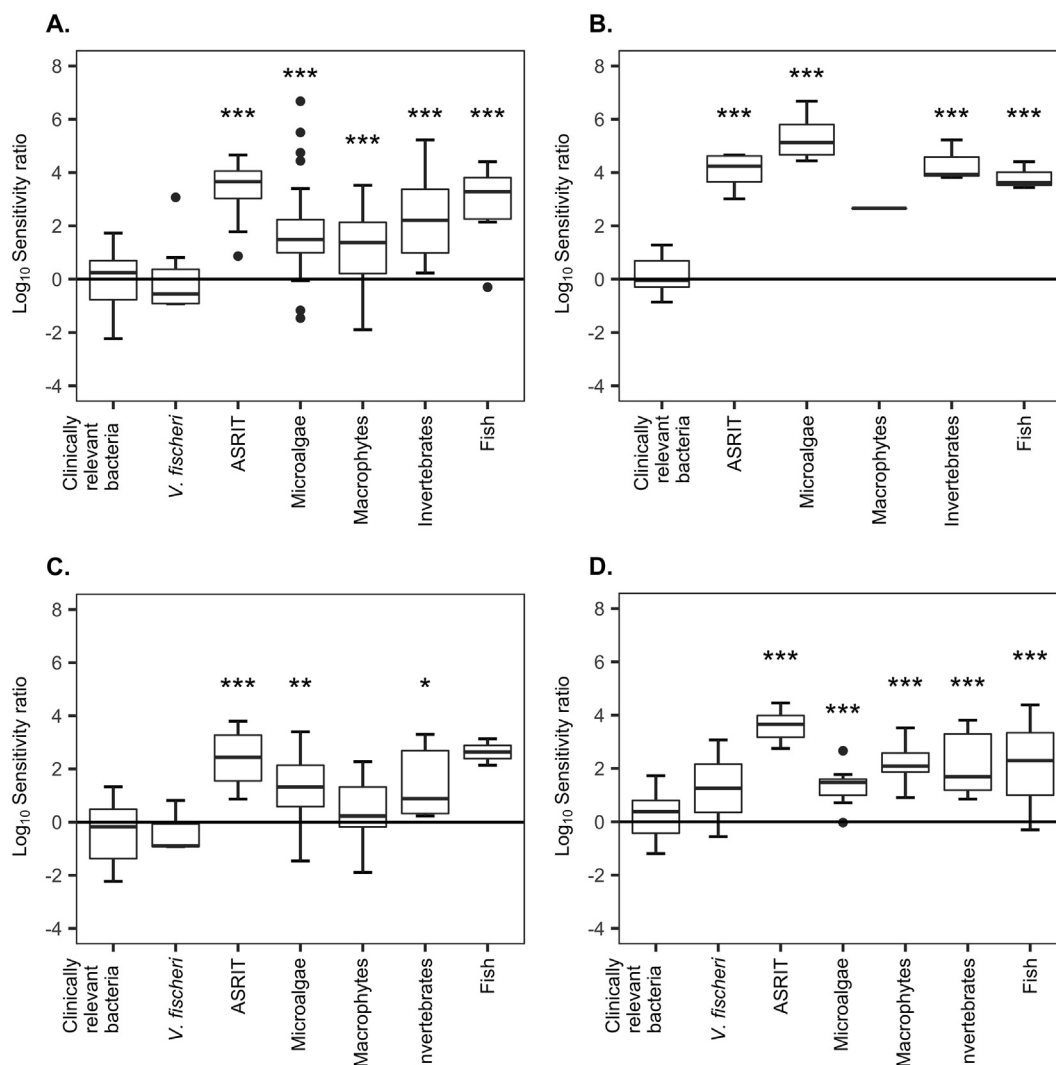 A.
Log10 Sensitivity ratio
8
6
4
2
0
-2
-4
***
***
***
***
***
Clinically
relevant
bacteria
V. fischeri
ASRIT
Microalgae
Macrophytes
Invertebrates
Fish
B.
Log10 Sensitivity ratio
8
6
4
2
0
-2
-4
***
***
***
***
Clinically
relevant
bacteria
ASRIT
Microalgae
Macrophytes
Invertebrates
Fish
C.
Log10 Sensitivity ratio
8
6
4
2
0
-2
-4
***
**
*
Clinically
relevant
bacteria
V. fischeri
ASRIT
Microalgae
Macrophytes
nvertebrates
Fish
D.
Log10 Sensitivity ratio
8
6
4
2
0
-2
-4
***
***
***
***
***
Clinically
relevant
bacteria
V. fischeri
ASRIT
Microalgae
Macrophytes
Invertebrates
Fish